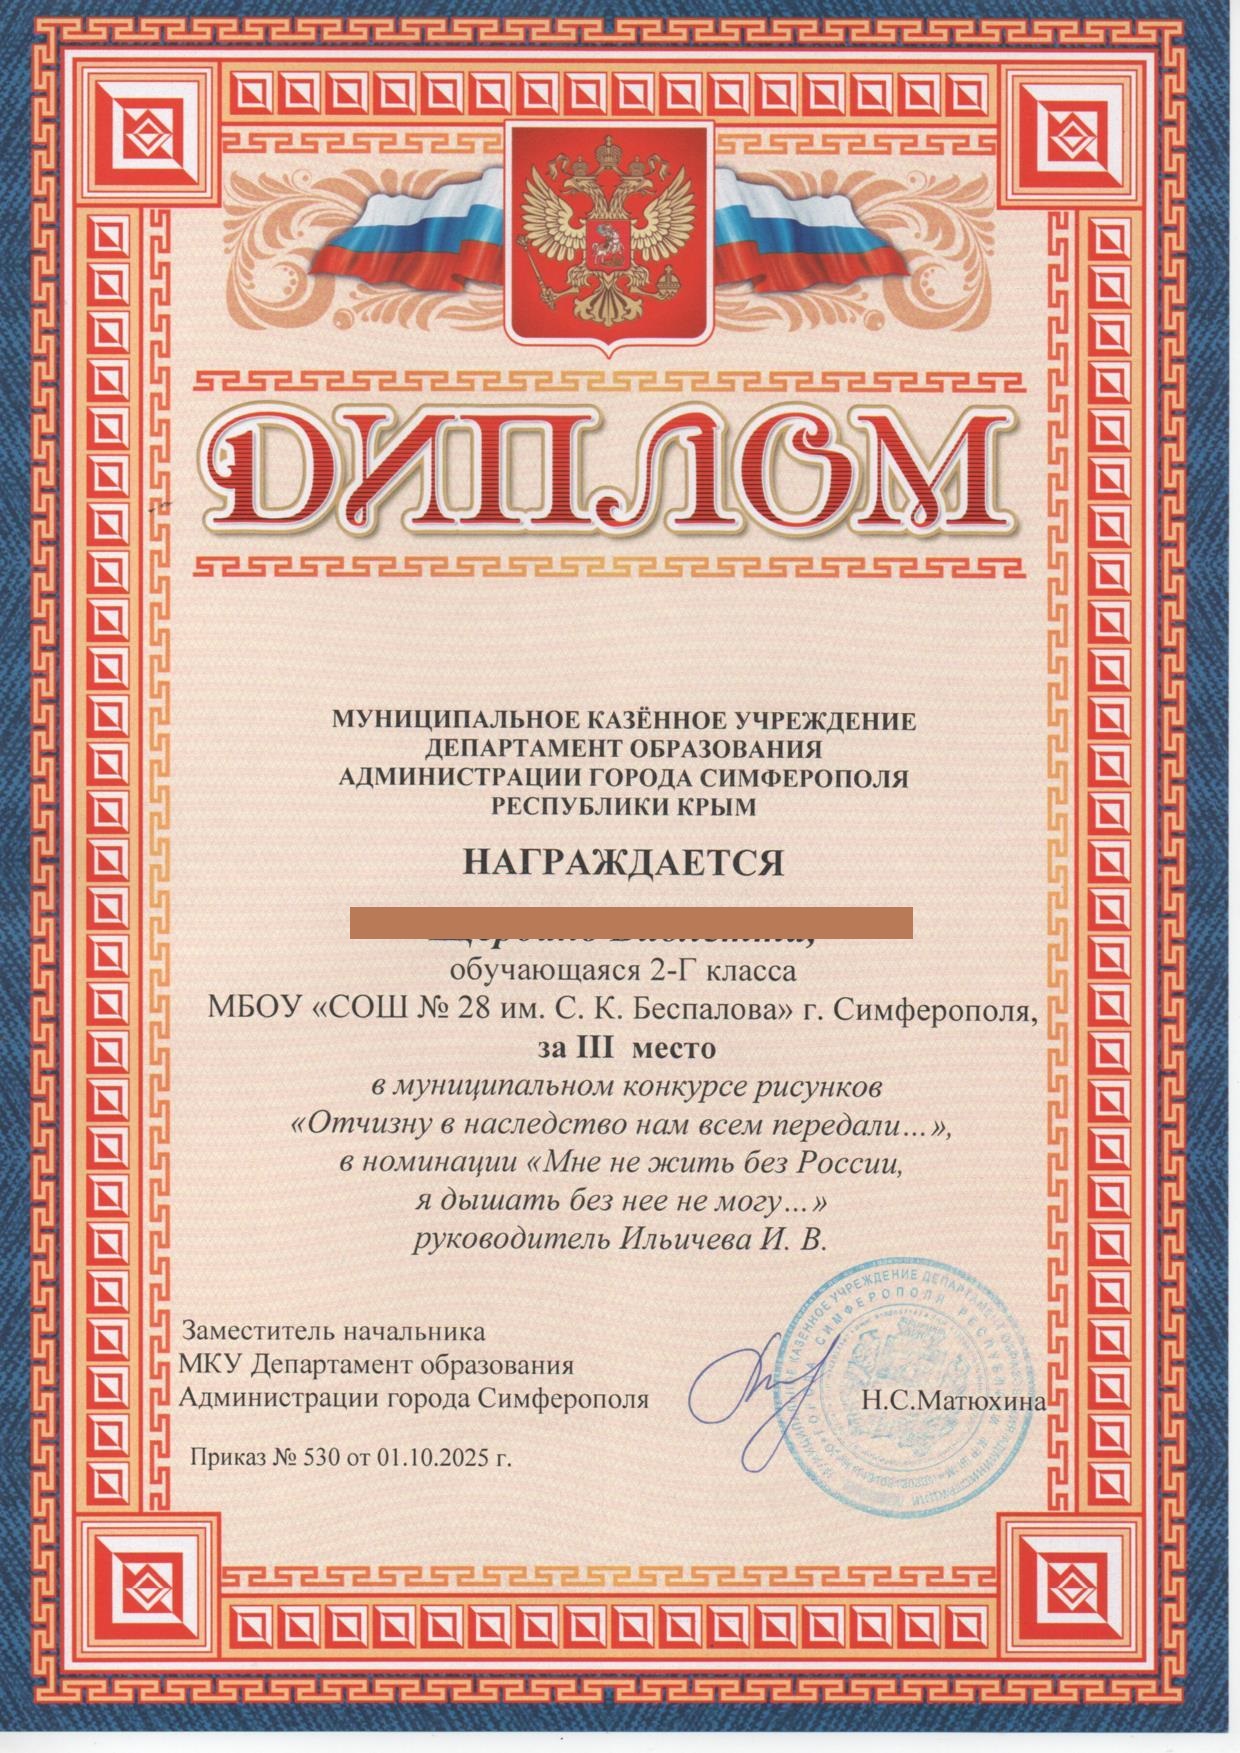 ДИПЛОМ
МУНИЦИПАЛЬНОЕ КАЗЁННОЕ УЧРЕЖДЕНИЕ
ДЕПАРТАМЕНТ ОБРАЗОВАНИЯ
АДМИНИСТРАЦИИ ГОРОДА СИМФЕРОПОЛЯ
РЕСПУБЛИКИ КРЫМ
НАГРАЖДАЕТСЯ
обучающаяся 2-Г класса
МБОУ «СОШ № 28 им. С. К. Беспалова» г. Симферополя,
за III место
в муниципальном конкурсе рисунков
«Отчизну в наследство нам всем передали…»,
в номинации «Мне не жить без России,
я дышать без нее не могу…»
руководитель Ильичева И. В.
Заместитель начальника
МКУ Департамент образования
Администрации города Симферополя
Н.С.Матюхина
Приказ № 530 от 01.10.2025 г.